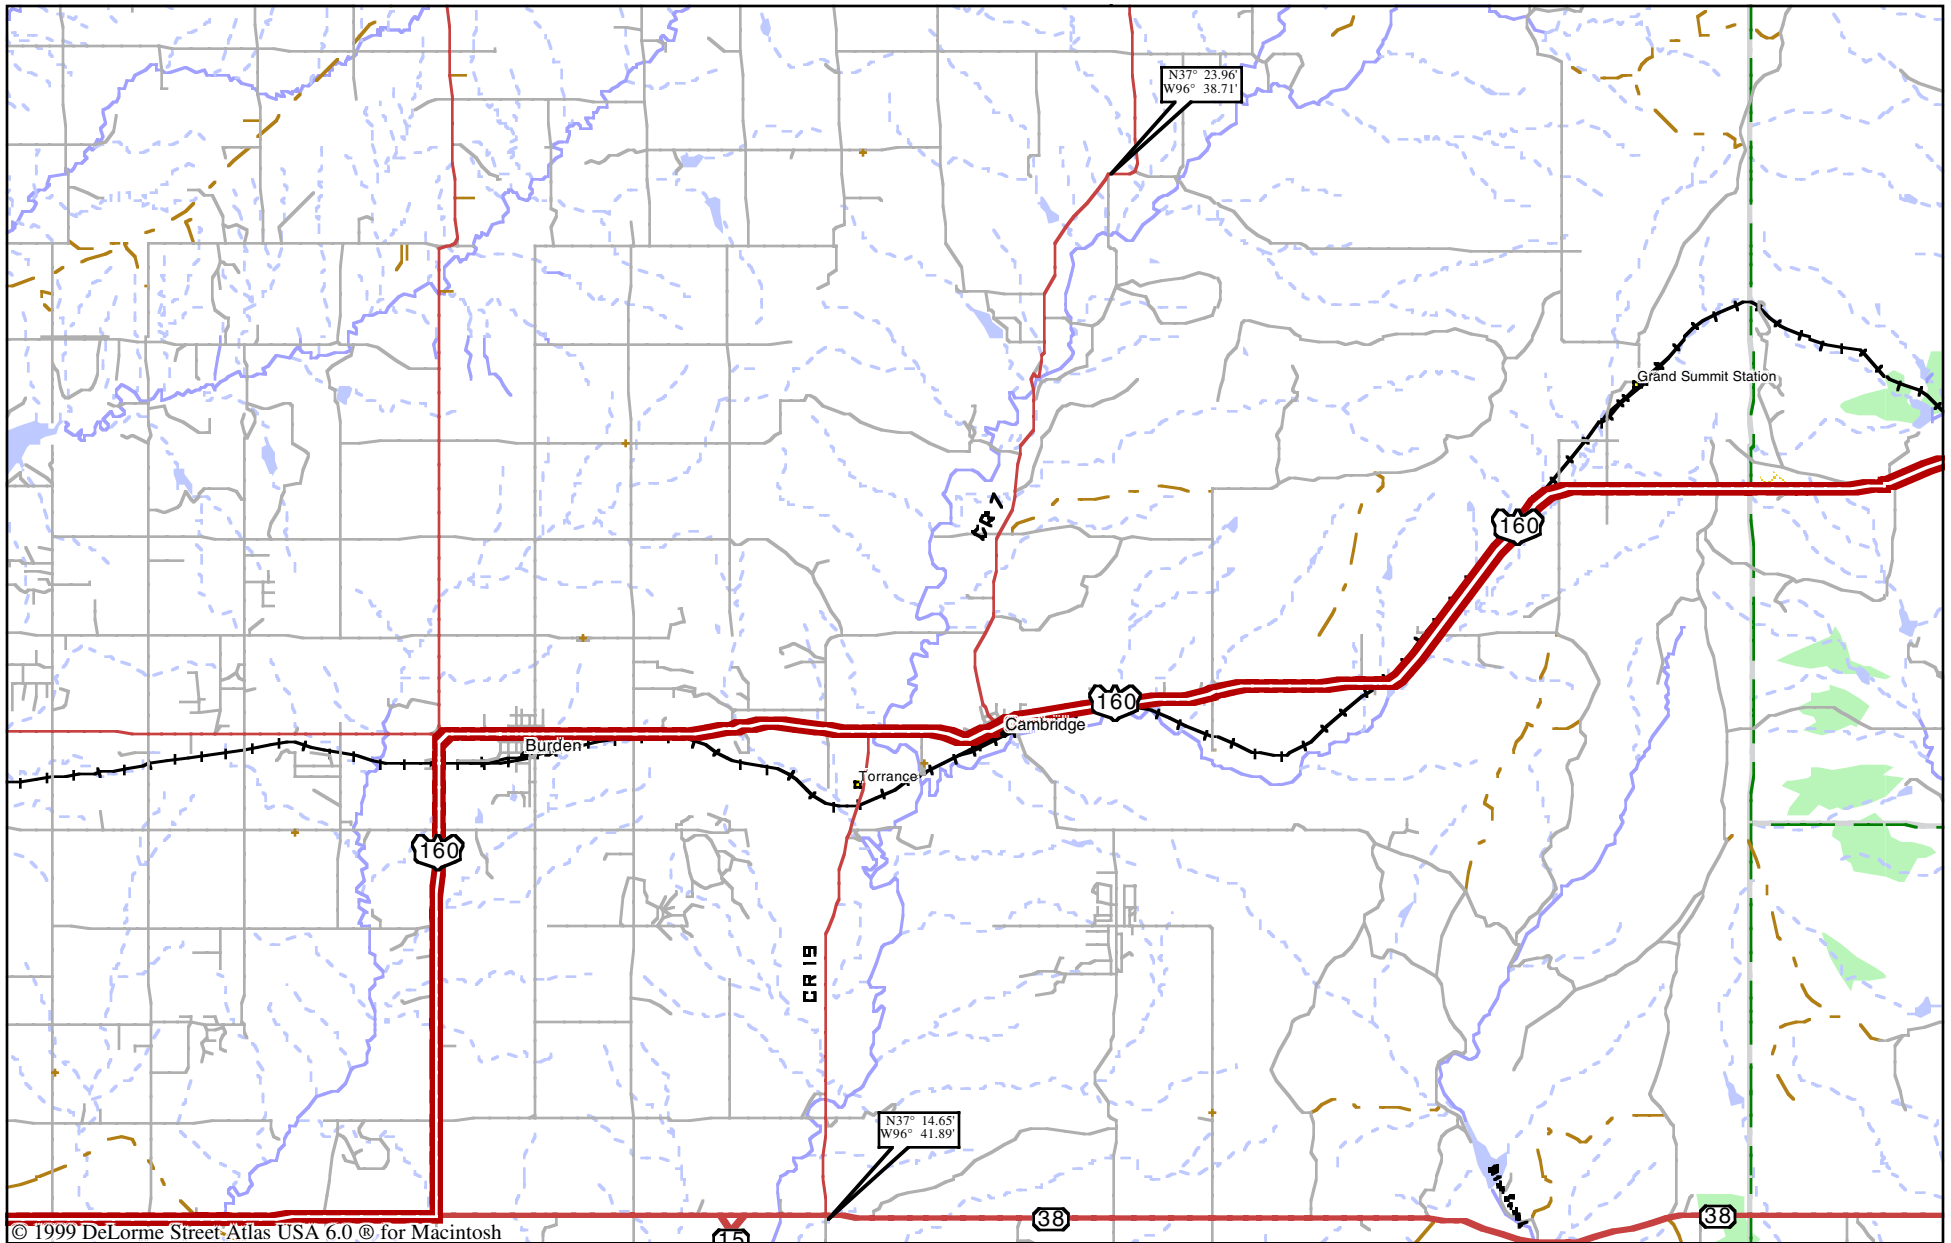 N37° 23.96'
W96° 38.71'
Grand Summit Station
CR 7
160
160
Cambridge
Burden
Torrance
160
CR 19
N37° 14.65'
W96° 41.89'
38
38
15
© 1999 DeLorme Street Atlas USA 6.0 ® for Macintosh